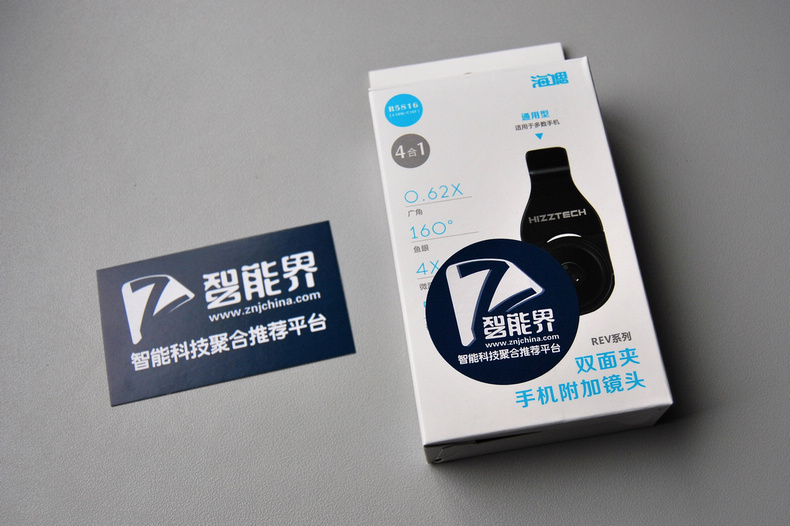 海偲
R5816
4合1
通用型
适用于多数手机
0.62X
广角
160°
鱼眼
4X
HIZZTECH
智能界
www.znjchina.com
智能科技聚合推荐平台
智能界
www.znjchina.com
智能科技聚合推荐平台
REV系列
双面夹
手机附加镜头